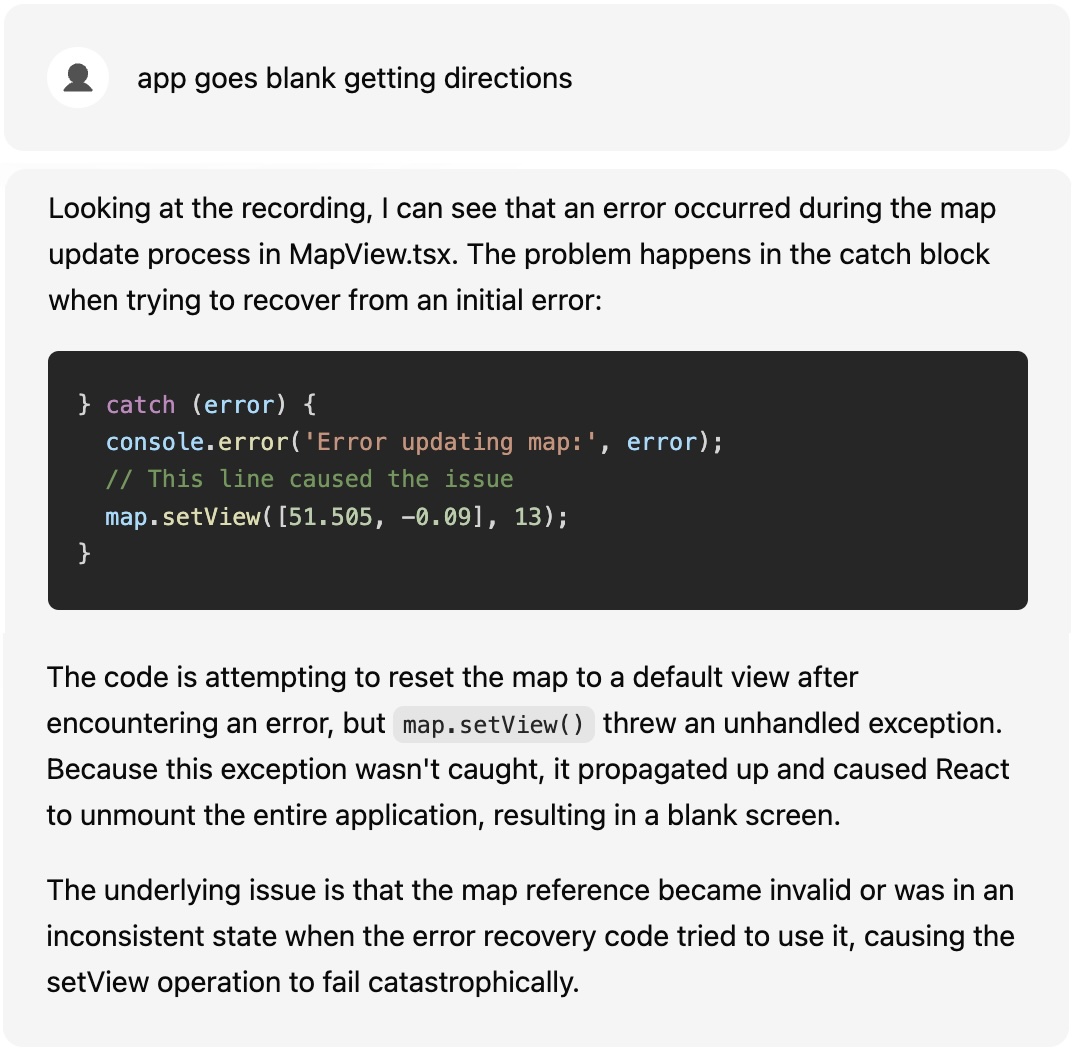 app goes blank getting directions
Looking at the recording, I can see that an error occurred during the map
update process in MapView.tsx. The problem happens in the catch block
when trying to recover from an initial error:
} catch (error) {
  console.error('Error updating map:', error);
  // This line caused the issue
  map.setView([51.505, -0.09], 13);
}
The code is attempting to reset the map to a default view after
encountering an error, but map.setView() threw an unhandled exception.
Because this exception wasn't caught, it propagated up and caused React
to unmount the entire application, resulting in a blank screen.
The underlying issue is that the map reference became invalid or was in an
inconsistent state when the error recovery code tried to use it, causing the
setView operation to fail catastrophically.